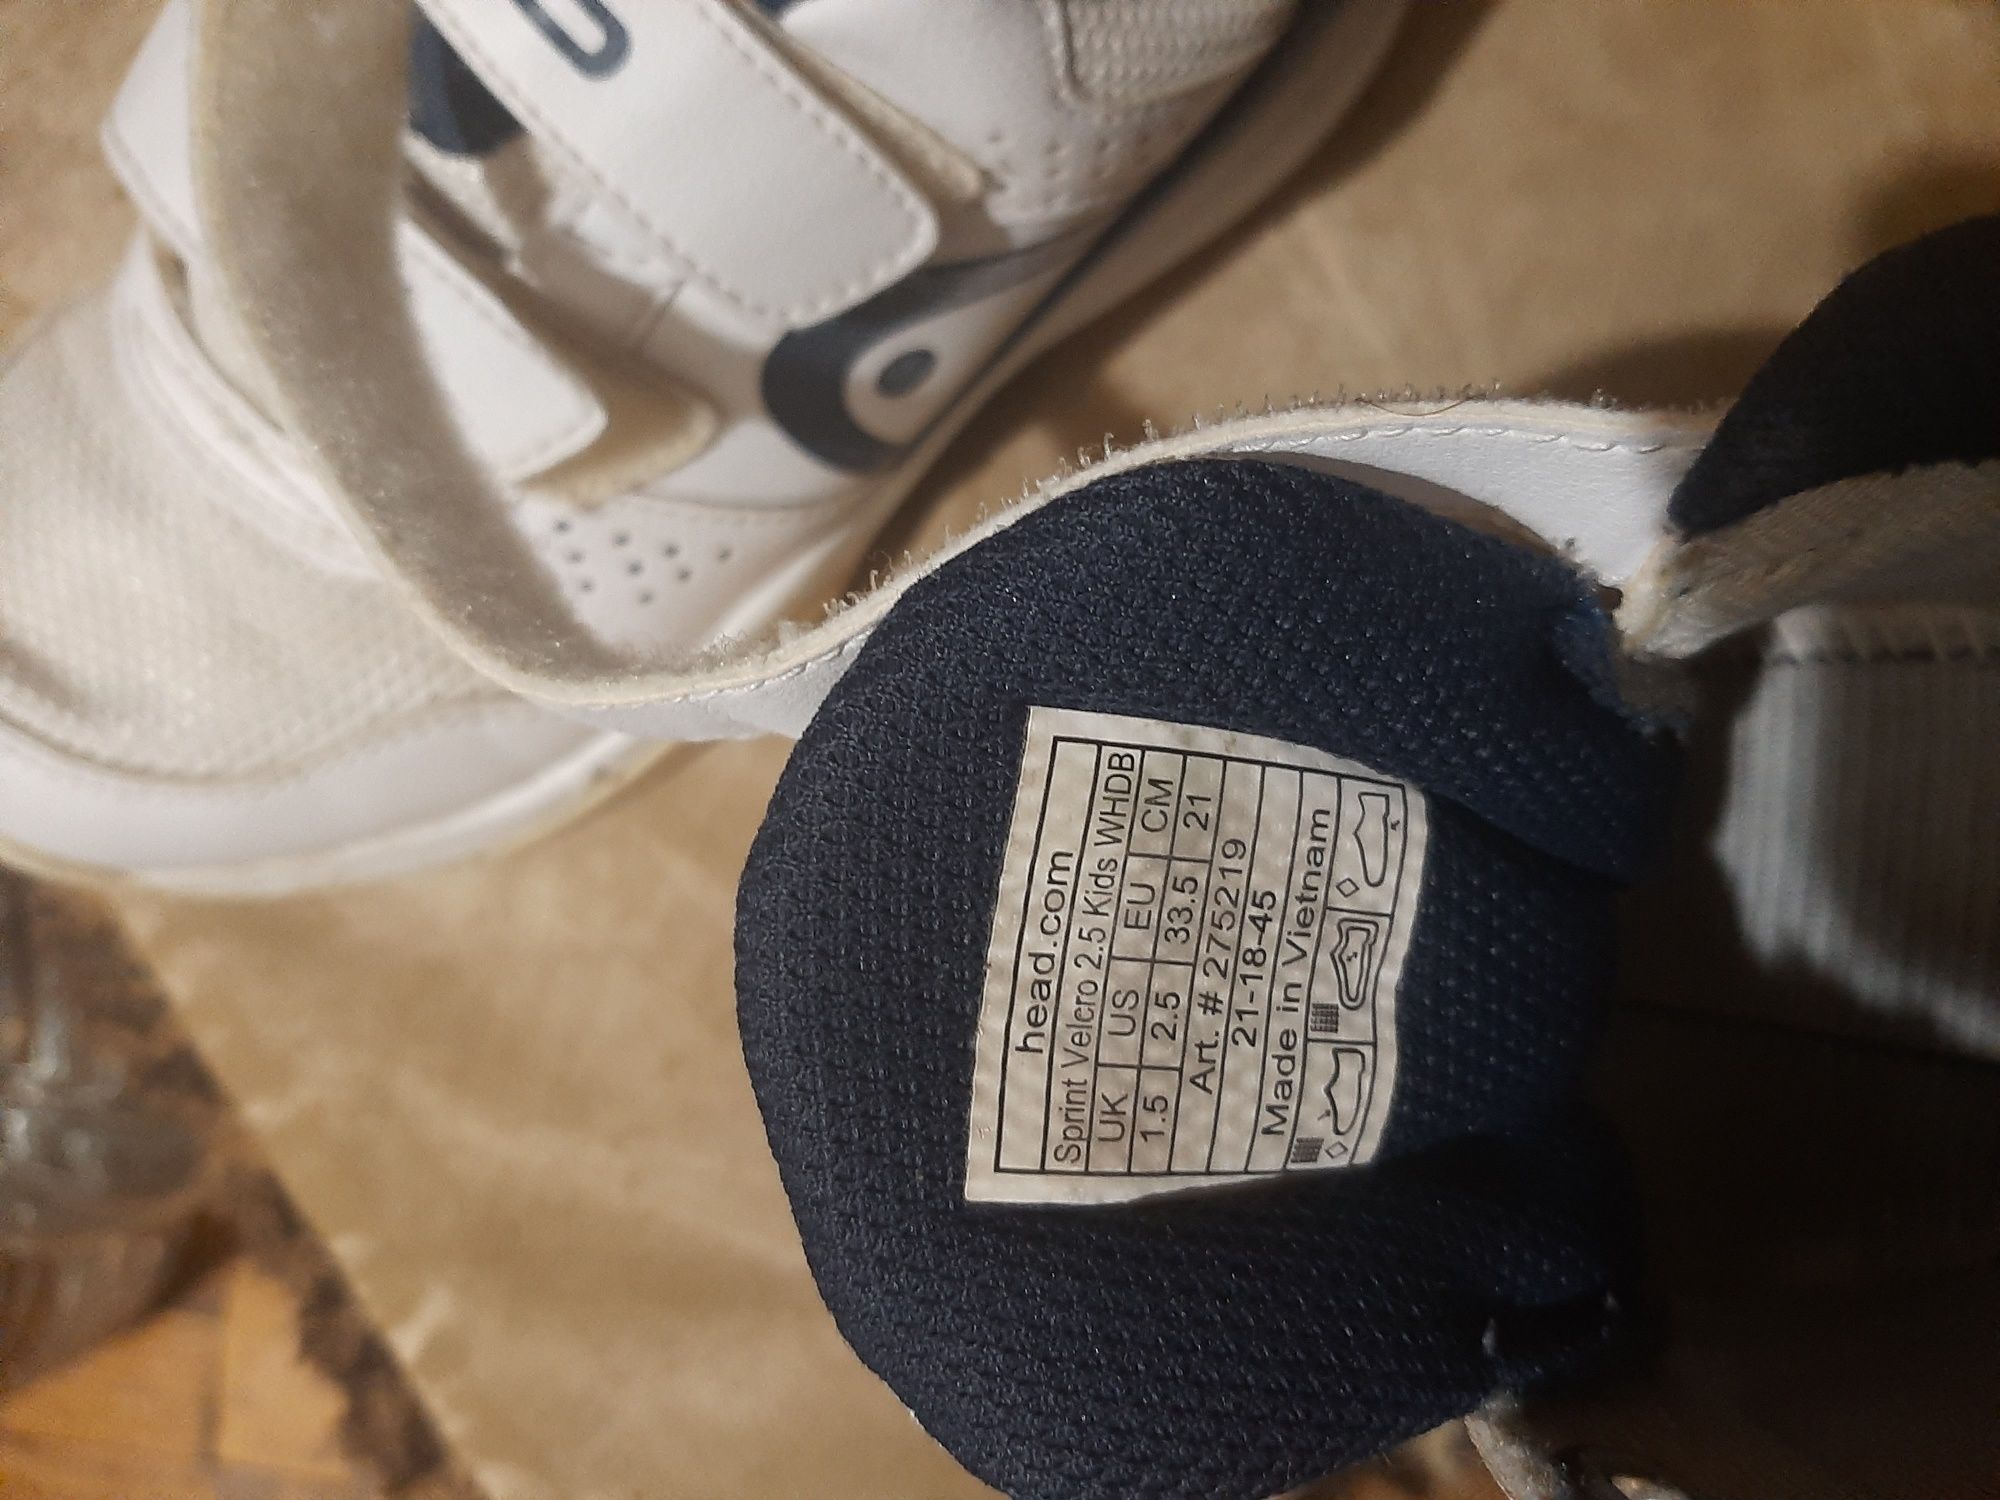 head.com
Sprint Velcro 2.5 Kids WHDB
UK US EU CM
1.5 2.5 33.5 21
Art. # 275219
21-18-45
Made in Vietnam